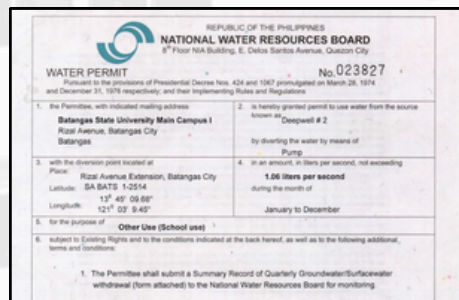 REPUBLIC OF THE PHILIPPINES
NATIONAL WATER RESOURCES BOARD
8th Floor NIA Building, E. Delos Santos Avenue, Quezon City
WATER PERMIT
No. 023827
Pursuant to the provisions of Presidential Decree Nos. 424 and 1067 promulgated on March 28, 1974
and December 31, 1976 respectively; and their Implementing Rules and Regulations
1. the Permittee, with indicated mailing address
Batangas State University Main Campus I
Rizal Avenue, Batangas City
Batangas
2. is hereby granted permit to use water from the source
known as Deepwell # 2
by diverting the water by means of
Pump
3. with the diversion point located at
Place: Rizal Avenue Extension, Batangas City
Latitude: SA BATS 1-2514
13° 45' 09.68"
Longitude: 121° 03' 9.45"
4. in an amount, in liters per second, not exceeding
1.06 liters per second
during the month of
January to December
5. for the purpose of Other Use (School use)
6. subject to Existing Rights and to the conditions indicated at the back hereof, as well as to the following additional,
terms and conditions:
1. The Permittee shall submit a Summary Record of Quarterly Groundwater/Surfacewater
withdrawal (form attached) to the National Water Resources Board for monitoring.